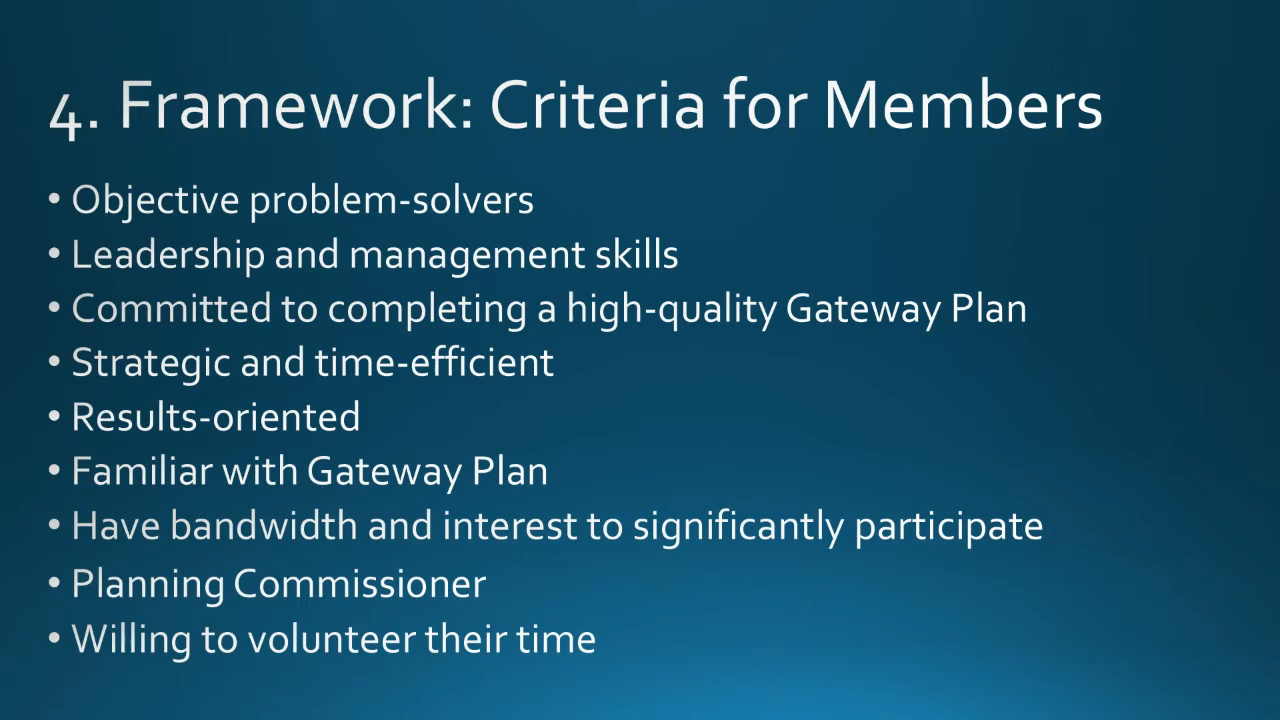 4. Framework: Criteria for Members
• Objective problem-solvers
• Leadership and management skills
• Committed to completing a high-quality Gateway Plan
• Strategic and time-efficient
• Results-oriented
• Familiar with Gateway Plan
• Have bandwidth and interest to significantly participate
• Planning Commissioner
• Willing to volunteer their time